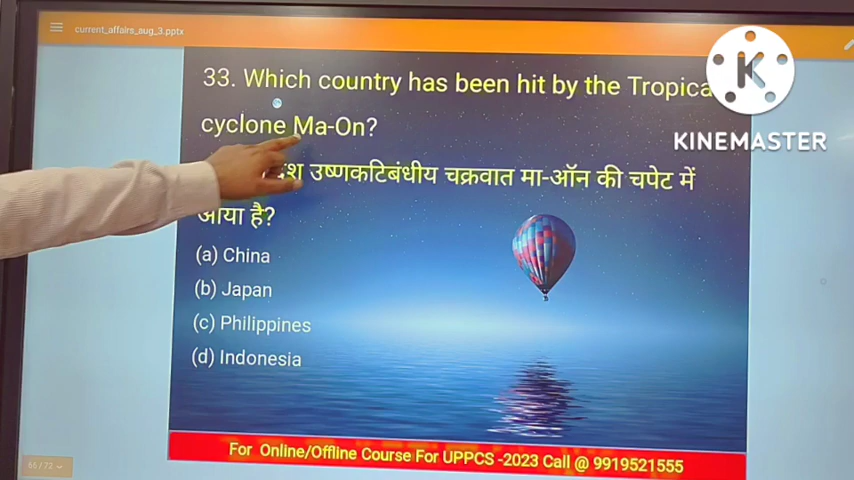 current_affairs_aug_3.pptx
33. Which country has been hit by the Tropica
cyclone Ma-On?
उष्णकटिबंधीय चक्रवात मा-ऑन की चपेट में
आया है?
(a) China
(b) Japan
(c) Philippines
(d) Indonesia
For Online/Offline Course For UPPCS -2023 Call @ 9919521555
K
KINEMASTER